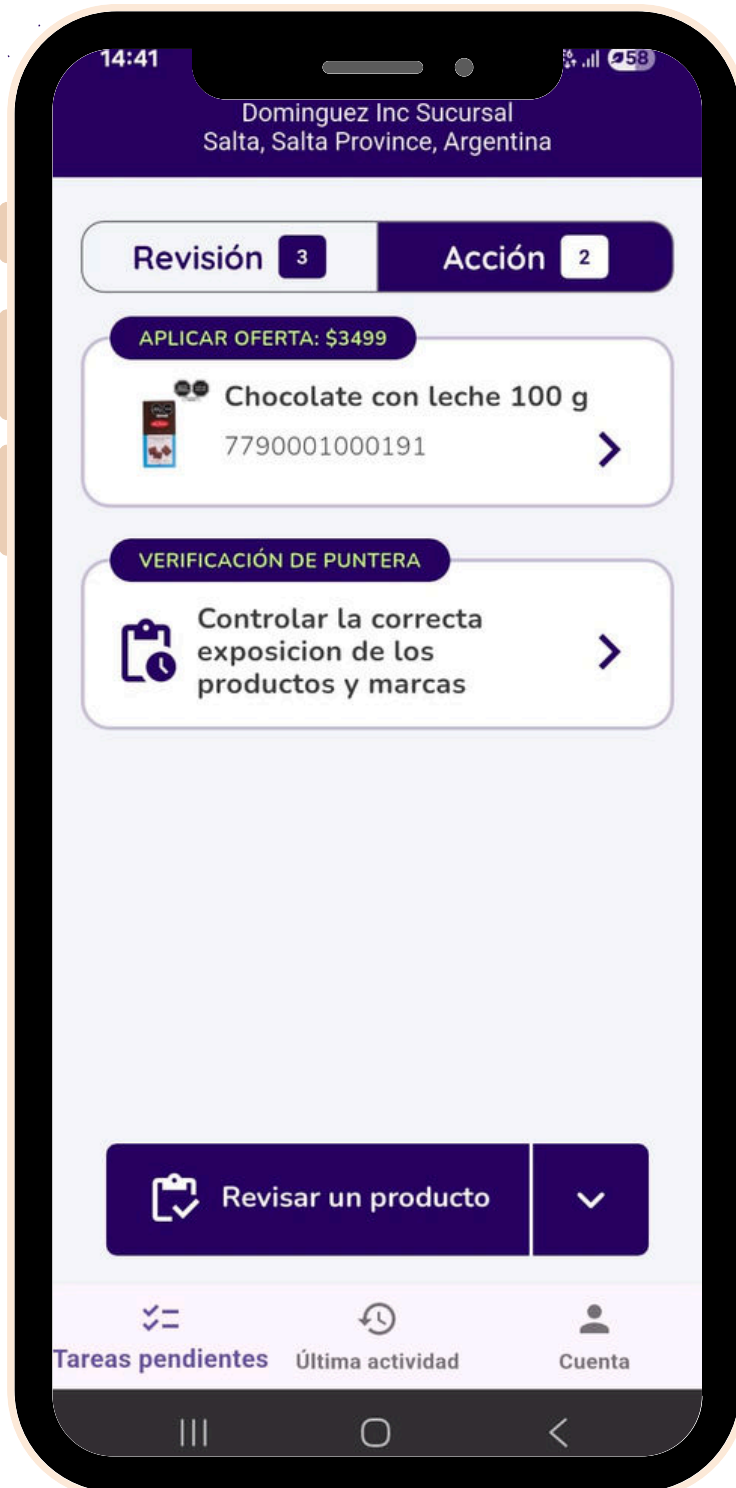 14:41
58
Dominguez Inc Sucursal
Salta, Salta Province, Argentina
Revisión 3
Acción 2
APLICAR OFERTA: $3499
Chocolate con leche 100 g
7790001000191
VERIFICACIÓN DE PUNTERA
Controlar la correcta
exposicion de los
productos y marcas
Revisar un producto
Tareas pendientes
Última actividad
Cuenta